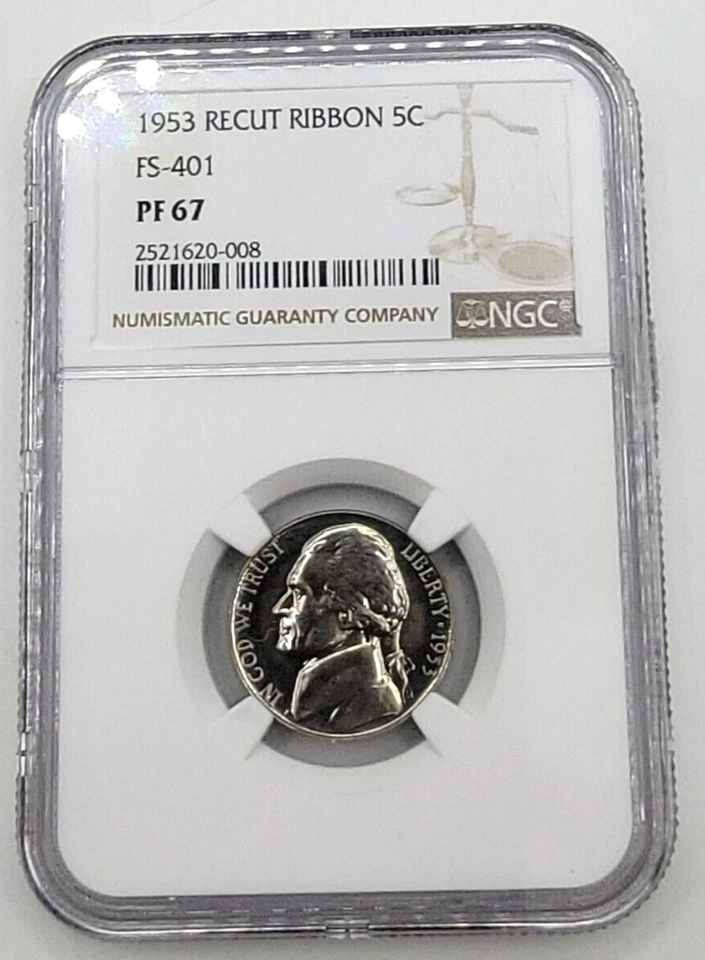 1953 RECUT RIBBON 5C
FS-401
PF 67
2521620-008
NUMISMATIC GUARANTY COMPANY
NGC
IN GOD WE TRUST
LIBERTY 1953